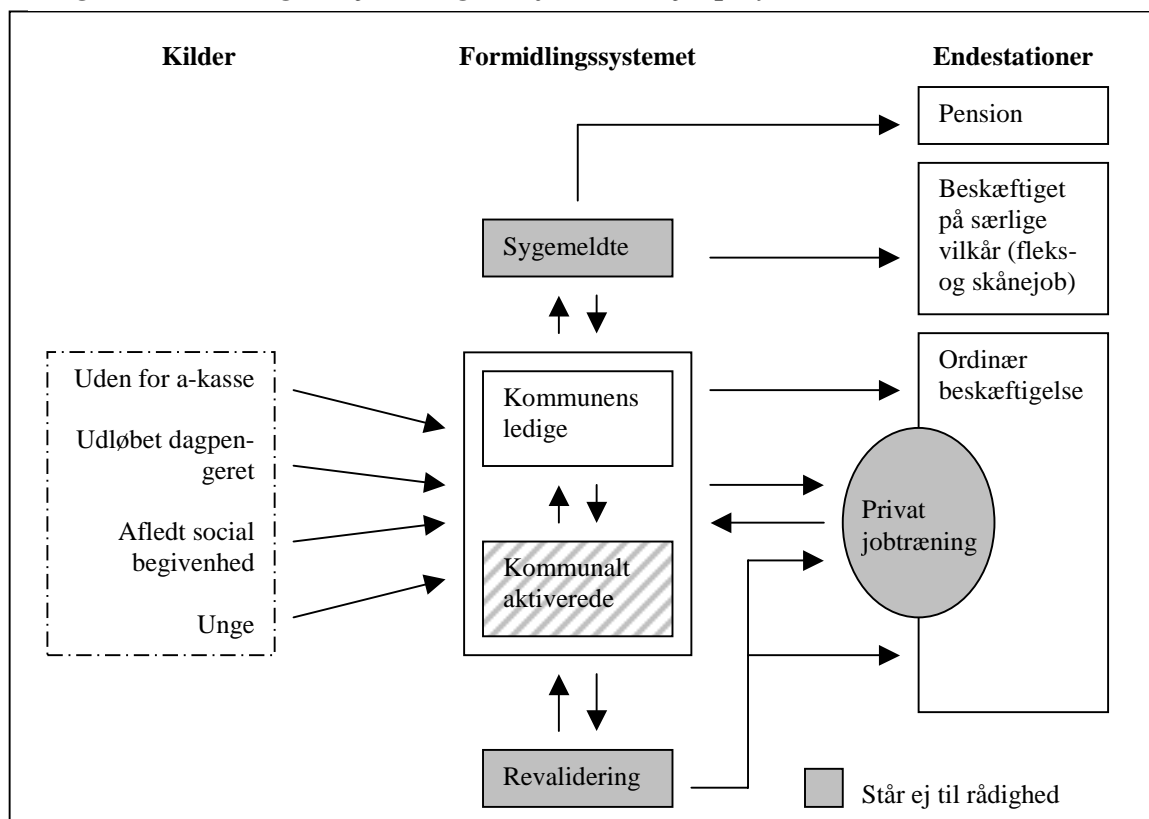 Kilder
Formidlingssystemet
Endestationer
Pension
Beskæftiget
på særlige
vilkår (fleks-
og skånejob)
Sygemeldte
Uden for a-kasse
Udløbet dagpen-
geret
Afledt social
begivenhed
Unge
Kommunens
ledige
Kommunalt
aktiverede
Ordinær
beskæftigelse
Privat
jobtræning
Revalidering
Står ej til rådighed